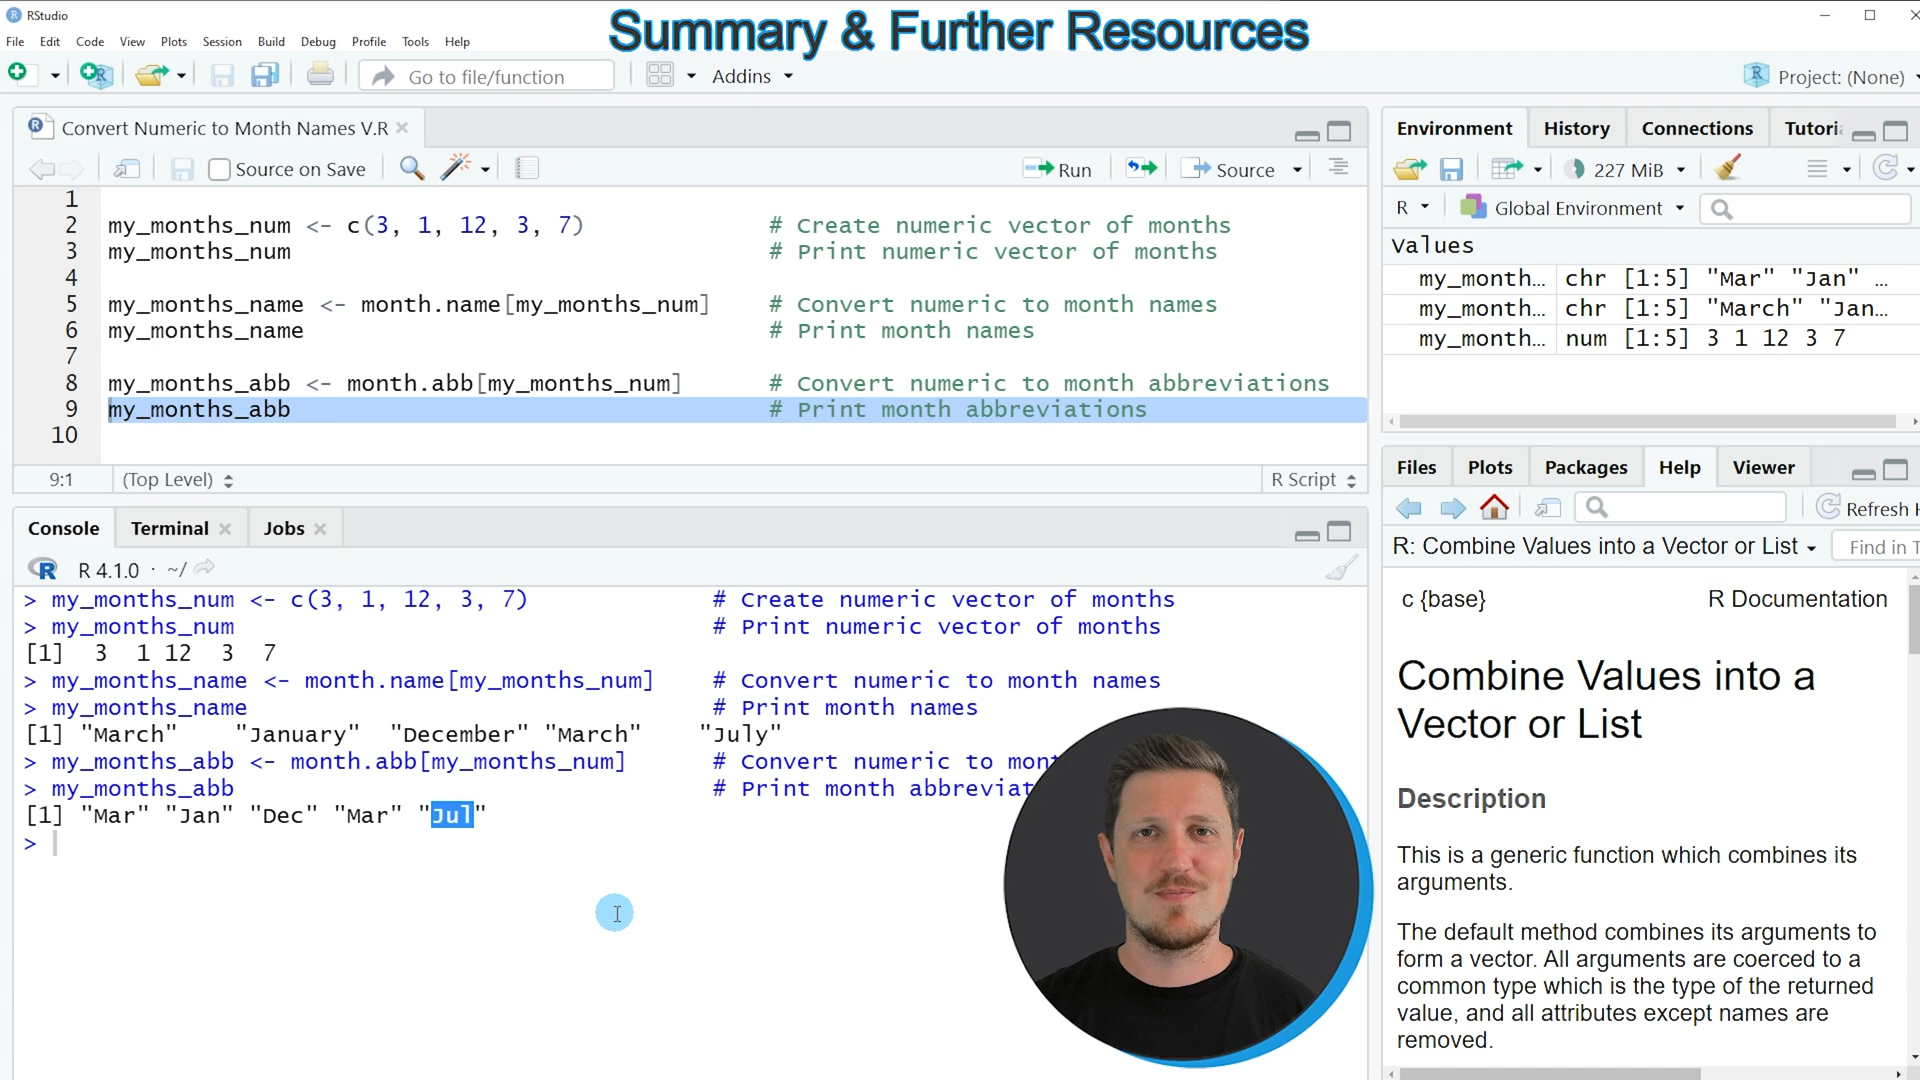 RStudio
Summary & Further Resources
File Edit Code View Plots Session Build Debug Profile Tools Help
Go to file/function Addins Project: (None)
Convert Numeric to Month Names V.R
Source on Save Run Source
1
2 my_months_num <- c(3, 1, 12, 3, 7) # Create numeric vector of months
3 my_months_num # Print numeric vector of months
4
5 my_months_name <- month.name[my_months_num] # Convert numeric to month names
6 my_months_name # Print month names
7
8 my_months_abb <- month.abb[my_months_num] # Convert numeric to month abbreviations
9 my_months_abb # Print month abbreviations
10
9:1 (Top Level) R Script
Console Terminal Jobs
R 4.1.0 · ~/
> my_months_num <- c(3, 1, 12, 3, 7) # Create numeric vector of months
> my_months_num # Print numeric vector of months
[1] 3 1 12 3 7
> my_months_name <- month.name[my_months_num] # Convert numeric to month names
> my_months_name # Print month names
[1] "March" "January" "December" "March" "July"
> my_months_abb <- month.abb[my_months_num] # Convert numeric to mont
> my_months_abb # Print month abbreviat
[1] "Mar" "Jan" "Dec" "Mar" "Jul"
>
Environment History Connections Tutori
227 MiB
R Global Environment
Values
my_month… chr [1:5] "Mar" "Jan" …
my_month… chr [1:5] "March" "Jan…
my_month… num [1:5] 3 1 12 3 7
Files Plots Packages Help Viewer
Refresh H
R: Combine Values into a Vector or List Find in T
c {base} R Documentation
Combine Values into a
Vector or List
Description
This is a generic function which combines its
arguments.
The default method combines its arguments to
form a vector. All arguments are coerced to a
common type which is the type of the returned
value, and all attributes except names are
removed.